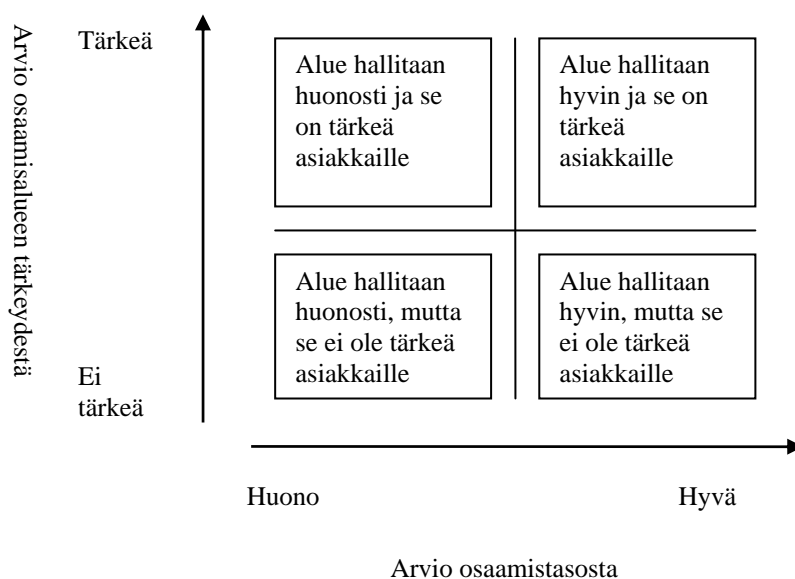 Arvio osaamisalueen tärkeydestä
Tärkeä
Alue hallitaan
huonosti ja se
on tärkeä
asiakkaille
Alue hallitaan
hyvin ja se on
tärkeä
asiakkaille
Alue hallitaan
huonosti, mutta
se ei ole tärkeä
asiakkaille
Alue hallitaan
hyvin, mutta se
ei ole tärkeä
asiakkaille
Ei
tärkeä
Huono
Hyvä
Arvio osaamistasosta